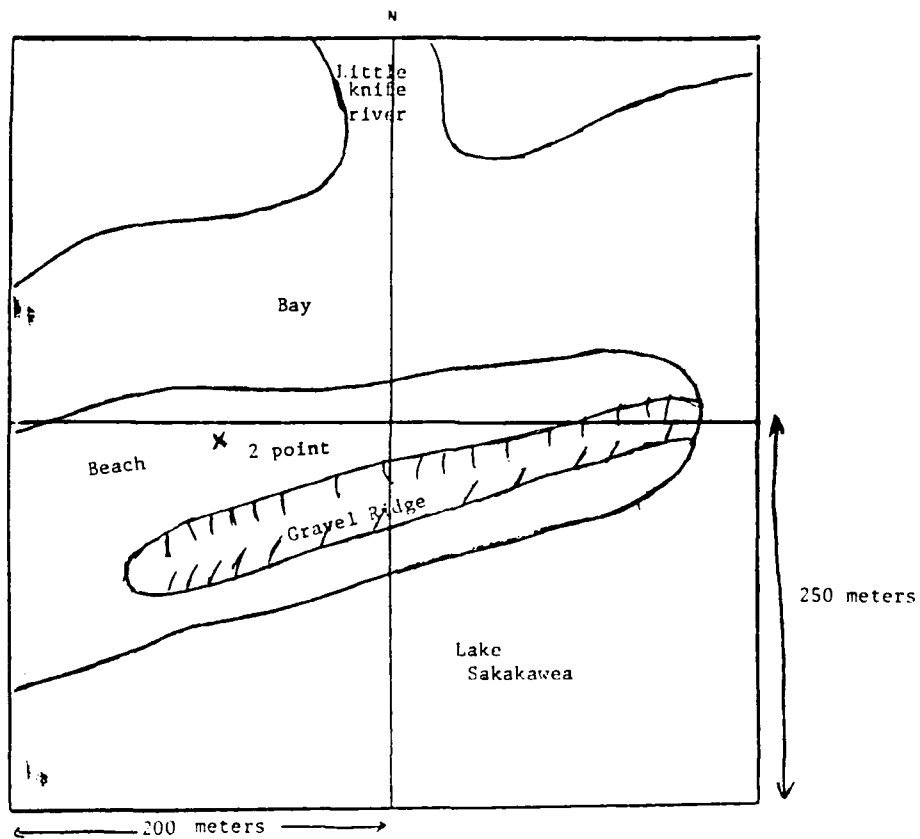 N
Little
knife
river
Bay
2 point
Beach
Gravel Ridge
250 meters
Lake
Sakakawea
200 meters